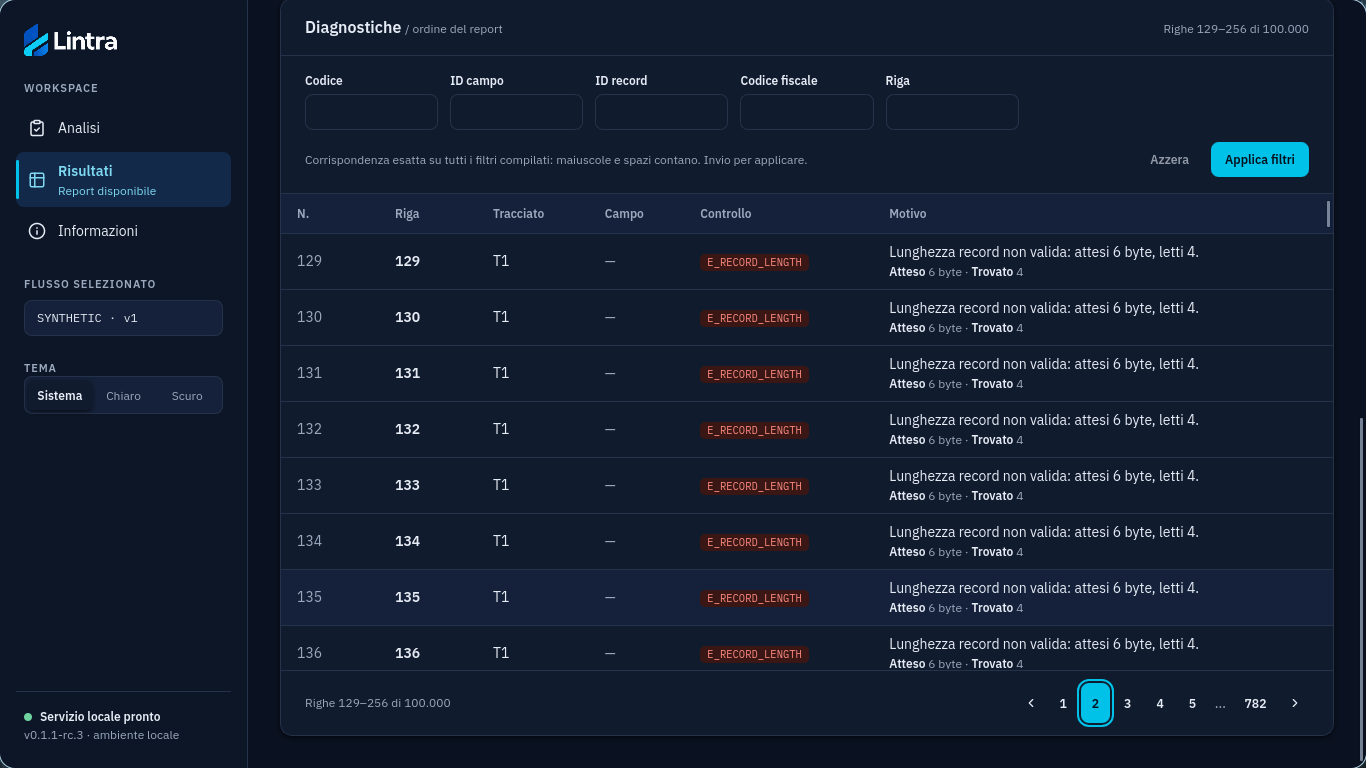 Lintra
WORKSPACE
Analisi
Risultati
Report disponibile
Informazioni
FLUSSO SELEZIONATO
SYNTHETIC · v1
TEMA
Sistema Chiaro Scuro
Servizio locale pronto
v0.1.1-rc.3 · ambiente locale
Diagnostiche / ordine del report Righe 129–256 di 100.000
Codice ID campo ID record Codice fiscale Riga
Corrispondenza esatta su tutti i filtri compilati: maiuscole e spazi contano. Invio per applicare. Azzera Applica filtri
N. Riga Tracciato Campo Controllo Motivo
129 129 T1 — E_RECORD_LENGTH Lunghezza record non valida: attesi 6 byte, letti 4.
Atteso 6 byte · Trovato 4
130 130 T1 — E_RECORD_LENGTH Lunghezza record non valida: attesi 6 byte, letti 4.
Atteso 6 byte · Trovato 4
131 131 T1 — E_RECORD_LENGTH Lunghezza record non valida: attesi 6 byte, letti 4.
Atteso 6 byte · Trovato 4
132 132 T1 — E_RECORD_LENGTH Lunghezza record non valida: attesi 6 byte, letti 4.
Atteso 6 byte · Trovato 4
133 133 T1 — E_RECORD_LENGTH Lunghezza record non valida: attesi 6 byte, letti 4.
Atteso 6 byte · Trovato 4
134 134 T1 — E_RECORD_LENGTH Lunghezza record non valida: attesi 6 byte, letti 4.
Atteso 6 byte · Trovato 4
135 135 T1 — E_RECORD_LENGTH Lunghezza record non valida: attesi 6 byte, letti 4.
Atteso 6 byte · Trovato 4
136 136 T1 — E_RECORD_LENGTH Lunghezza record non valida: attesi 6 byte, letti 4.
Atteso 6 byte · Trovato 4
Righe 129–256 di 100.000 1 2 3 4 5 … 782